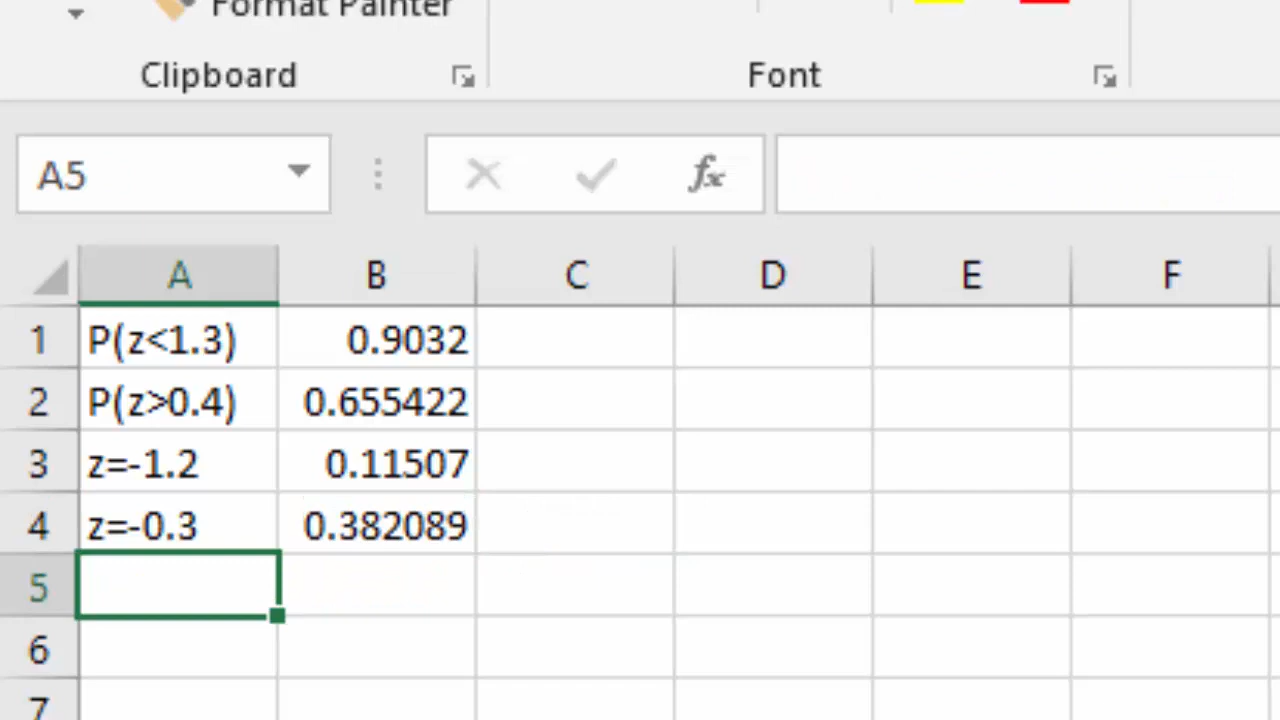 Format Painter
Clipboard
Font
A5
fx
A B C D E F
1 P(z<1.3) 0.9032
2 P(z>0.4) 0.655422
3 z=-1.2 0.11507
4 z=-0.3 0.382089
5
6
7